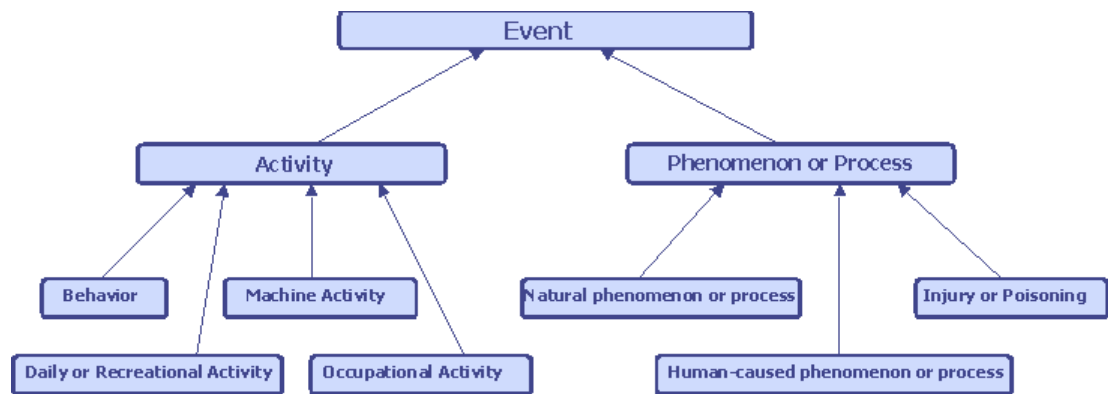 Event
Activity
Phenomenon or Process
Behavior
Machine Activity
Natural phenomenon or process
Injury or Poisoning
Daily or Recreational Activity
Occupational Activity
Human-caused phenomenon or process